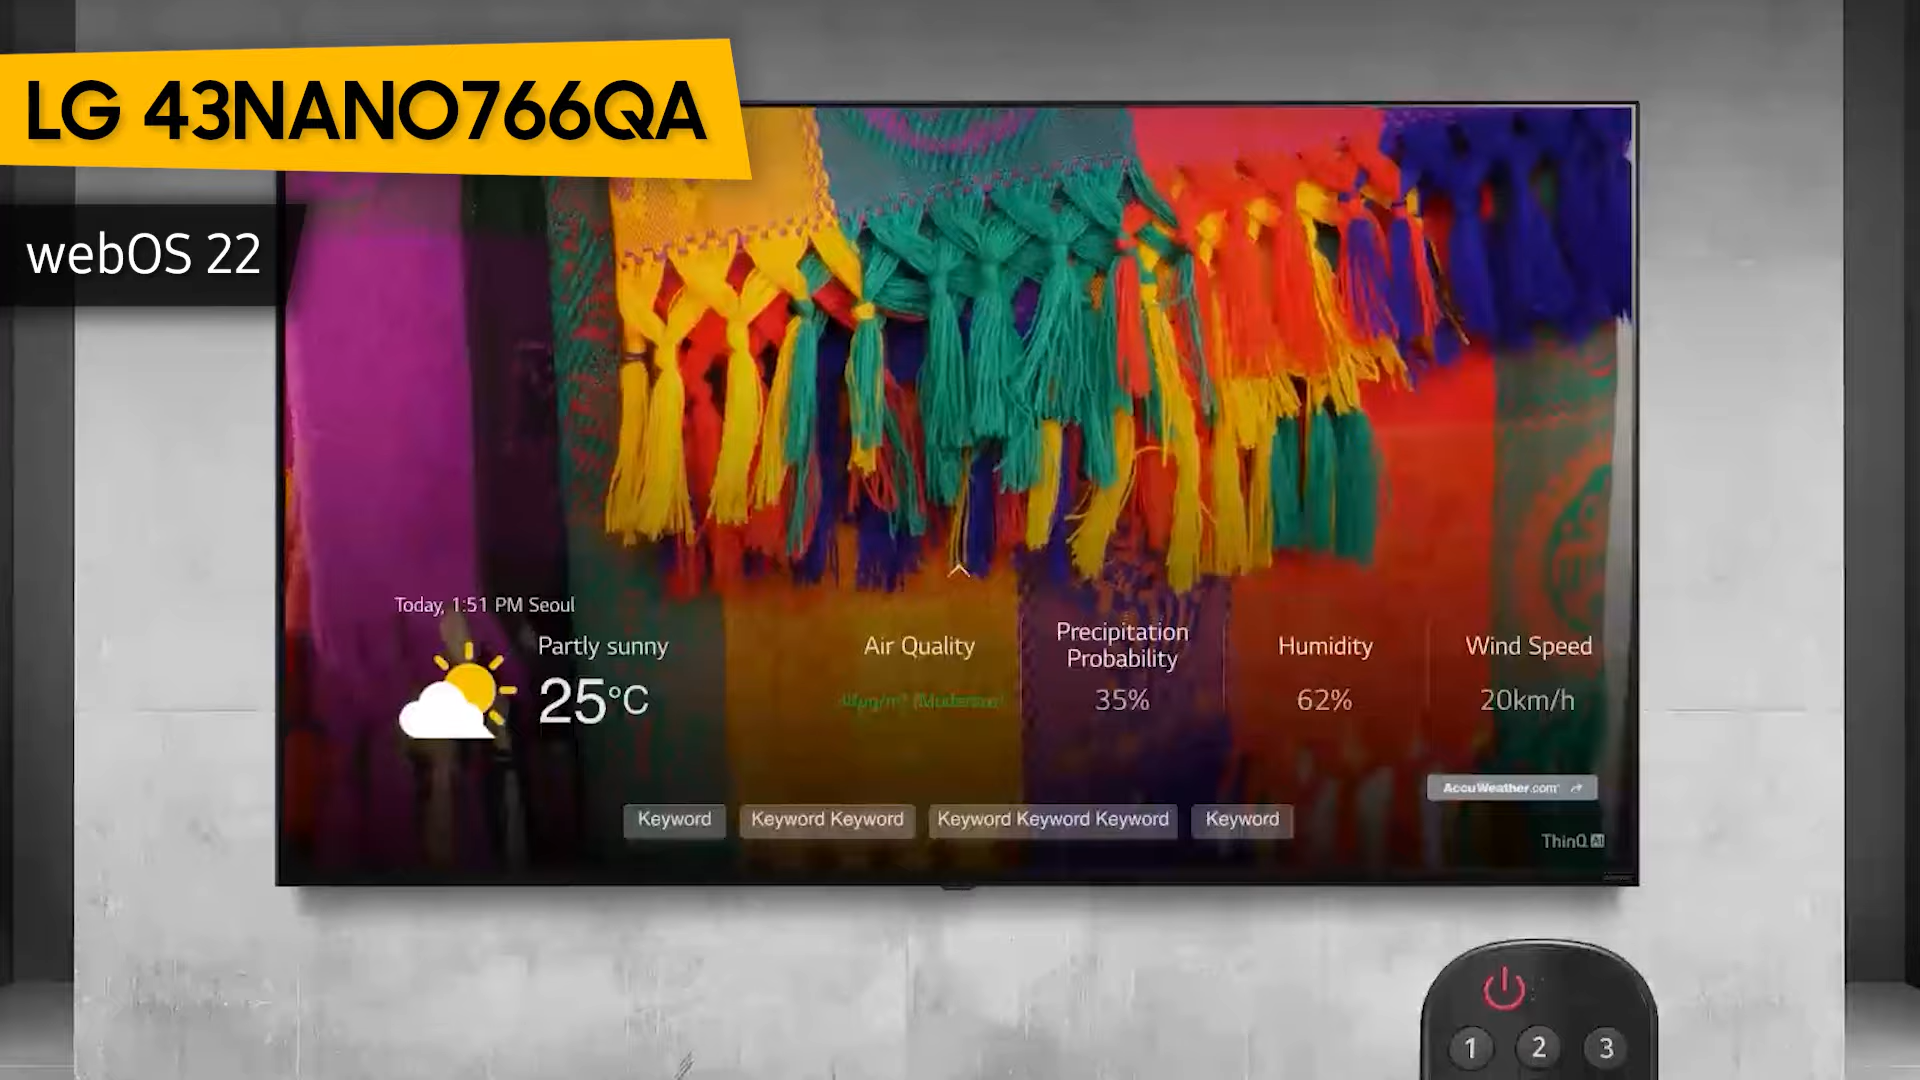 LG 43NANO766QA
webOS 22
Today, 1:51 PM Seoul
Partly sunny
25°C
Air Quality
(Moderate)
Precipitation
Probability
35%
Humidity
62%
Wind Speed
20km/h
AccuWeather.com
Keyword
Keyword Keyword
Keyword Keyword Keyword
Keyword
ThinQ AI
1 2 3